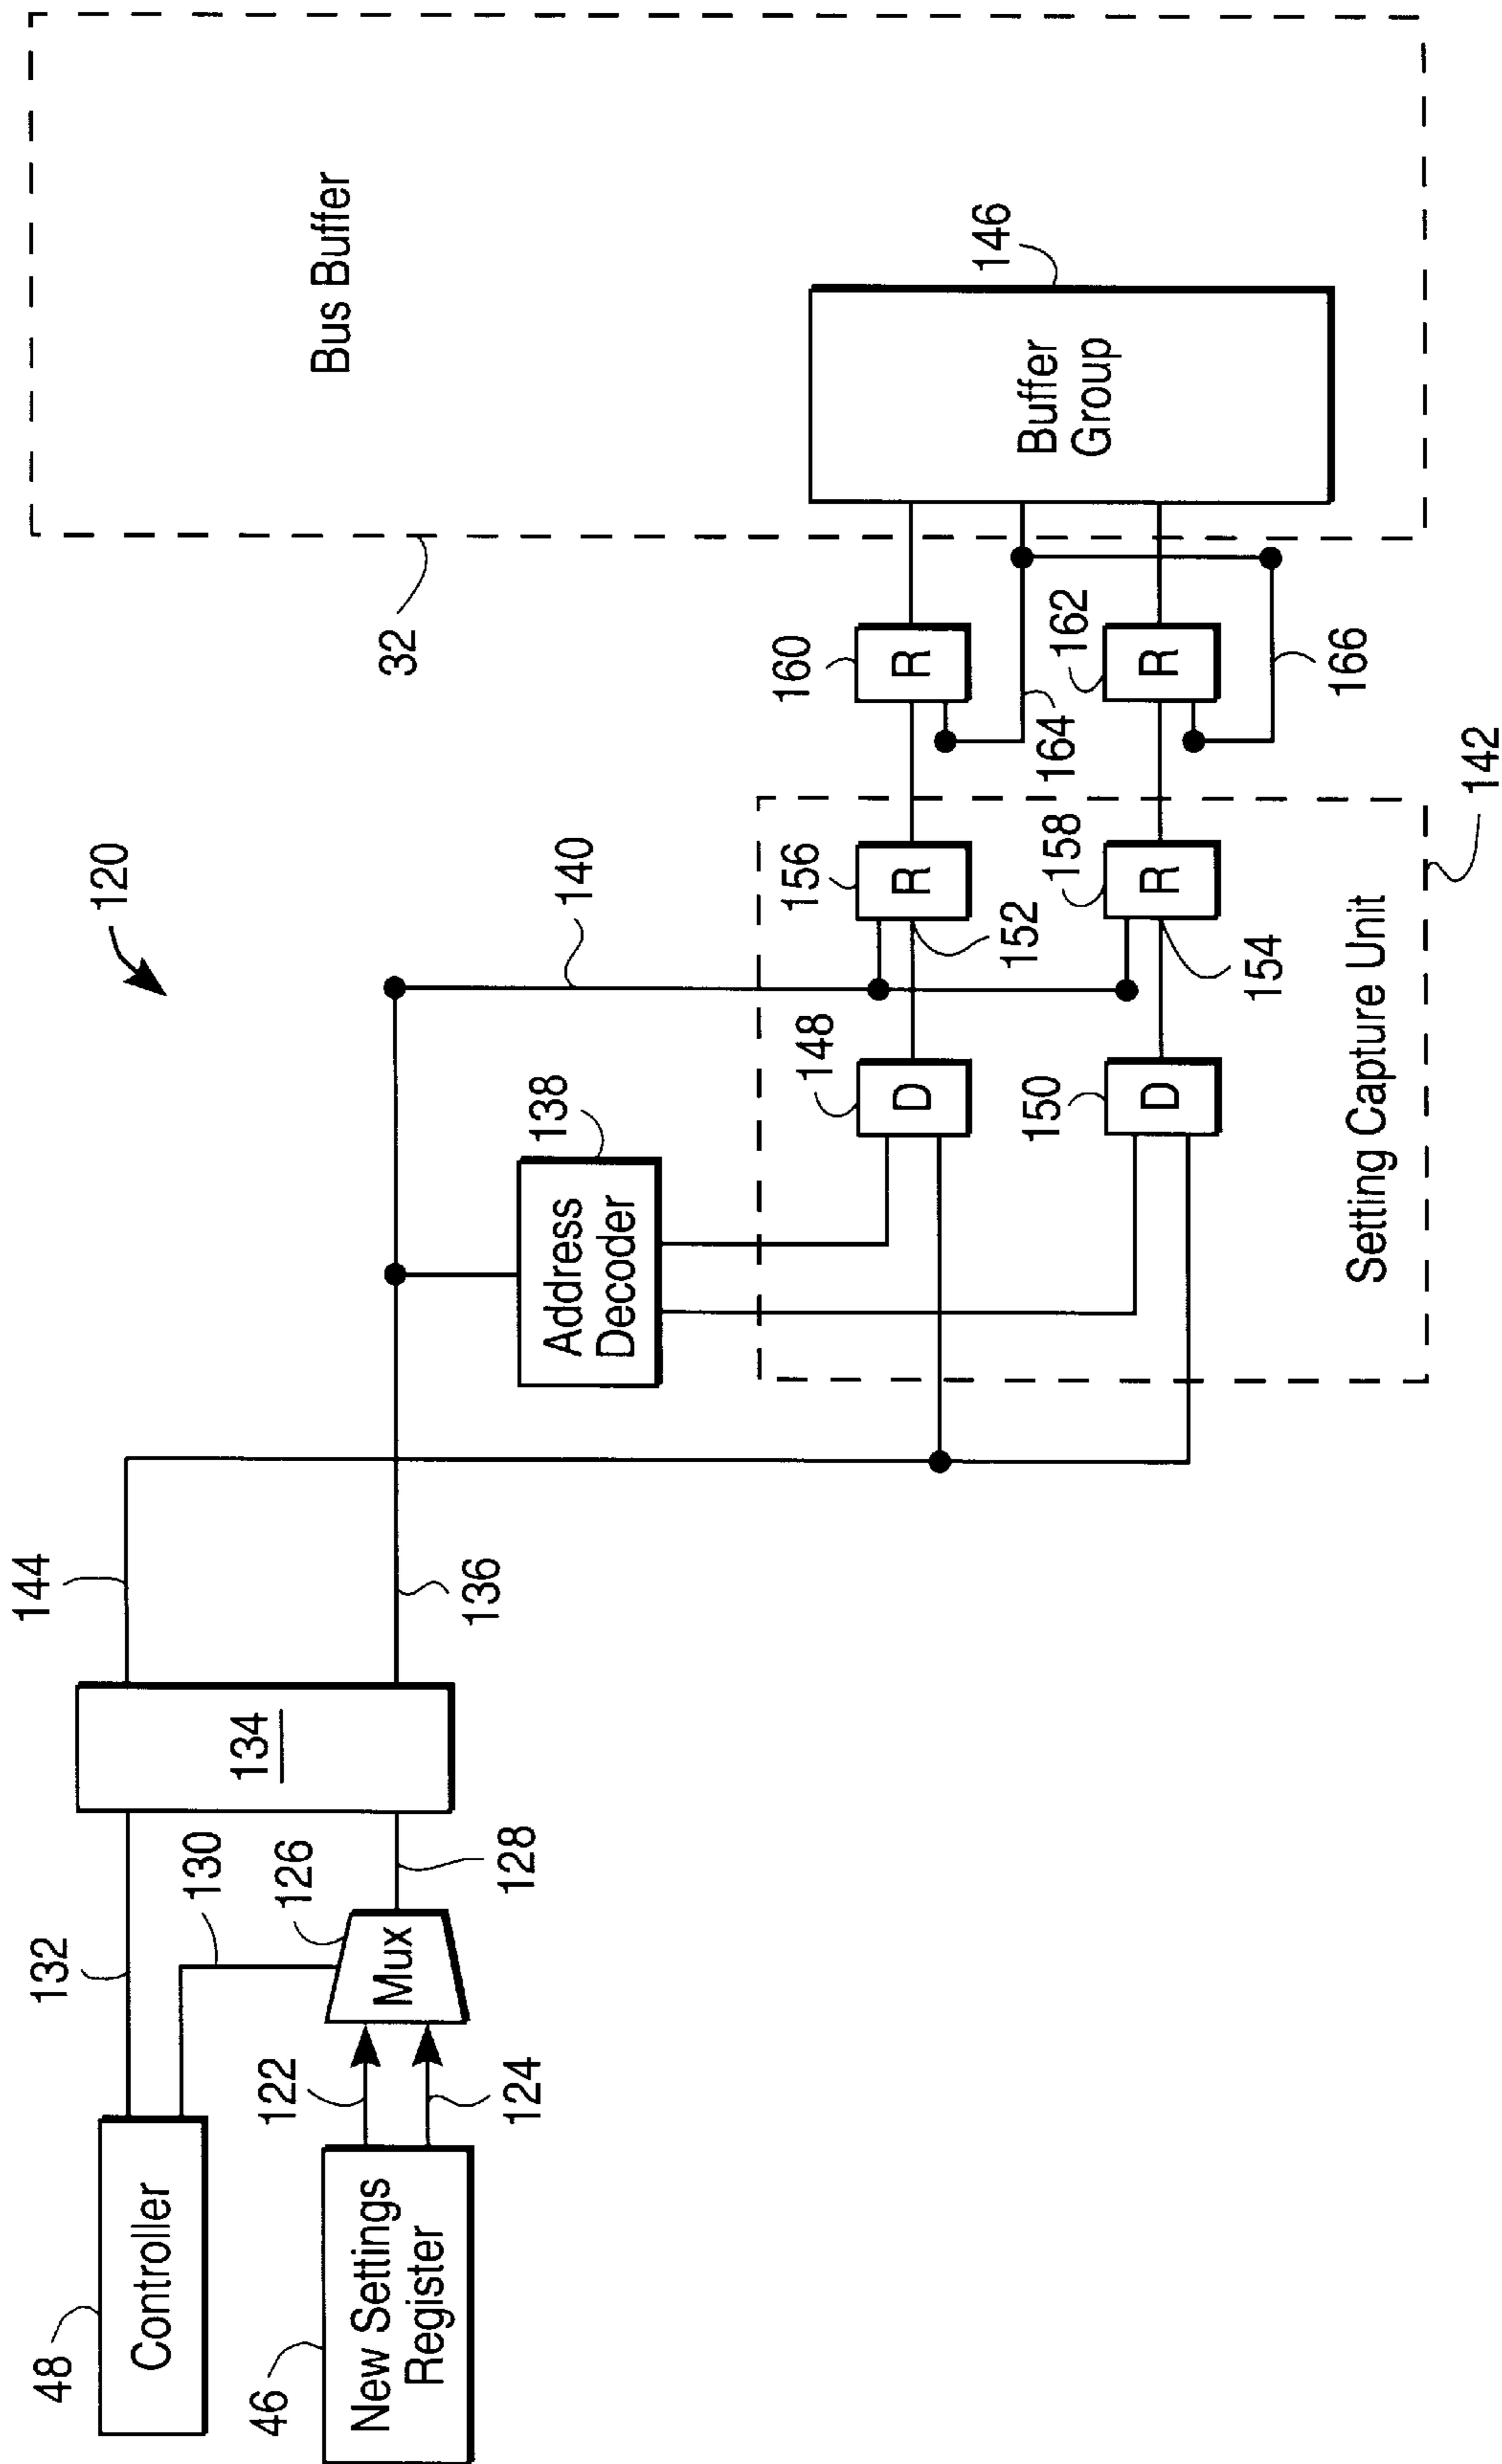 120
48
Controller
132
130
144
46
New Settings
Register
122
124
126
Mux
128
134
136
138
Address
Decoder
140
142
Setting Capture Unit
148
D
150
D
152
154
156
R
158
R
160
R
162
R
164
166
32
Bus Buffer
146
Buffer
Group